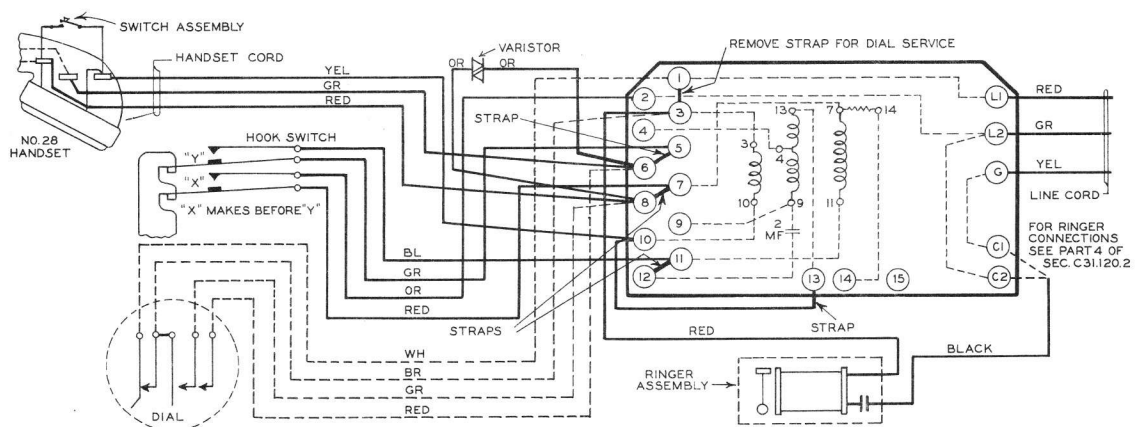 SWITCH ASSEMBLY
HANDSET CORD
VARISTOR
OR OR
REMOVE STRAP FOR DIAL SERVICE
YEL
GR
RED
NO. 28
HANDSET
HOOK SWITCH
"Y"
"X"
"X" MAKES BEFORE "Y"
STRAP
1
2
3
4
5
6
7
8
9
10
11
12
13
14
15
13
7
14
3
4
10
9
11
2
MF
L1
L2
G
C1
C2
RED
GR
YEL
LINE CORD
FOR RINGER
CONNECTIONS
SEE PART 4 OF
SEC. C31.120.2
BL
GR
OR
RED
STRAPS
STRAP
WH
BR
GR
RED
DIAL
RED
BLACK
RINGER
ASSEMBLY